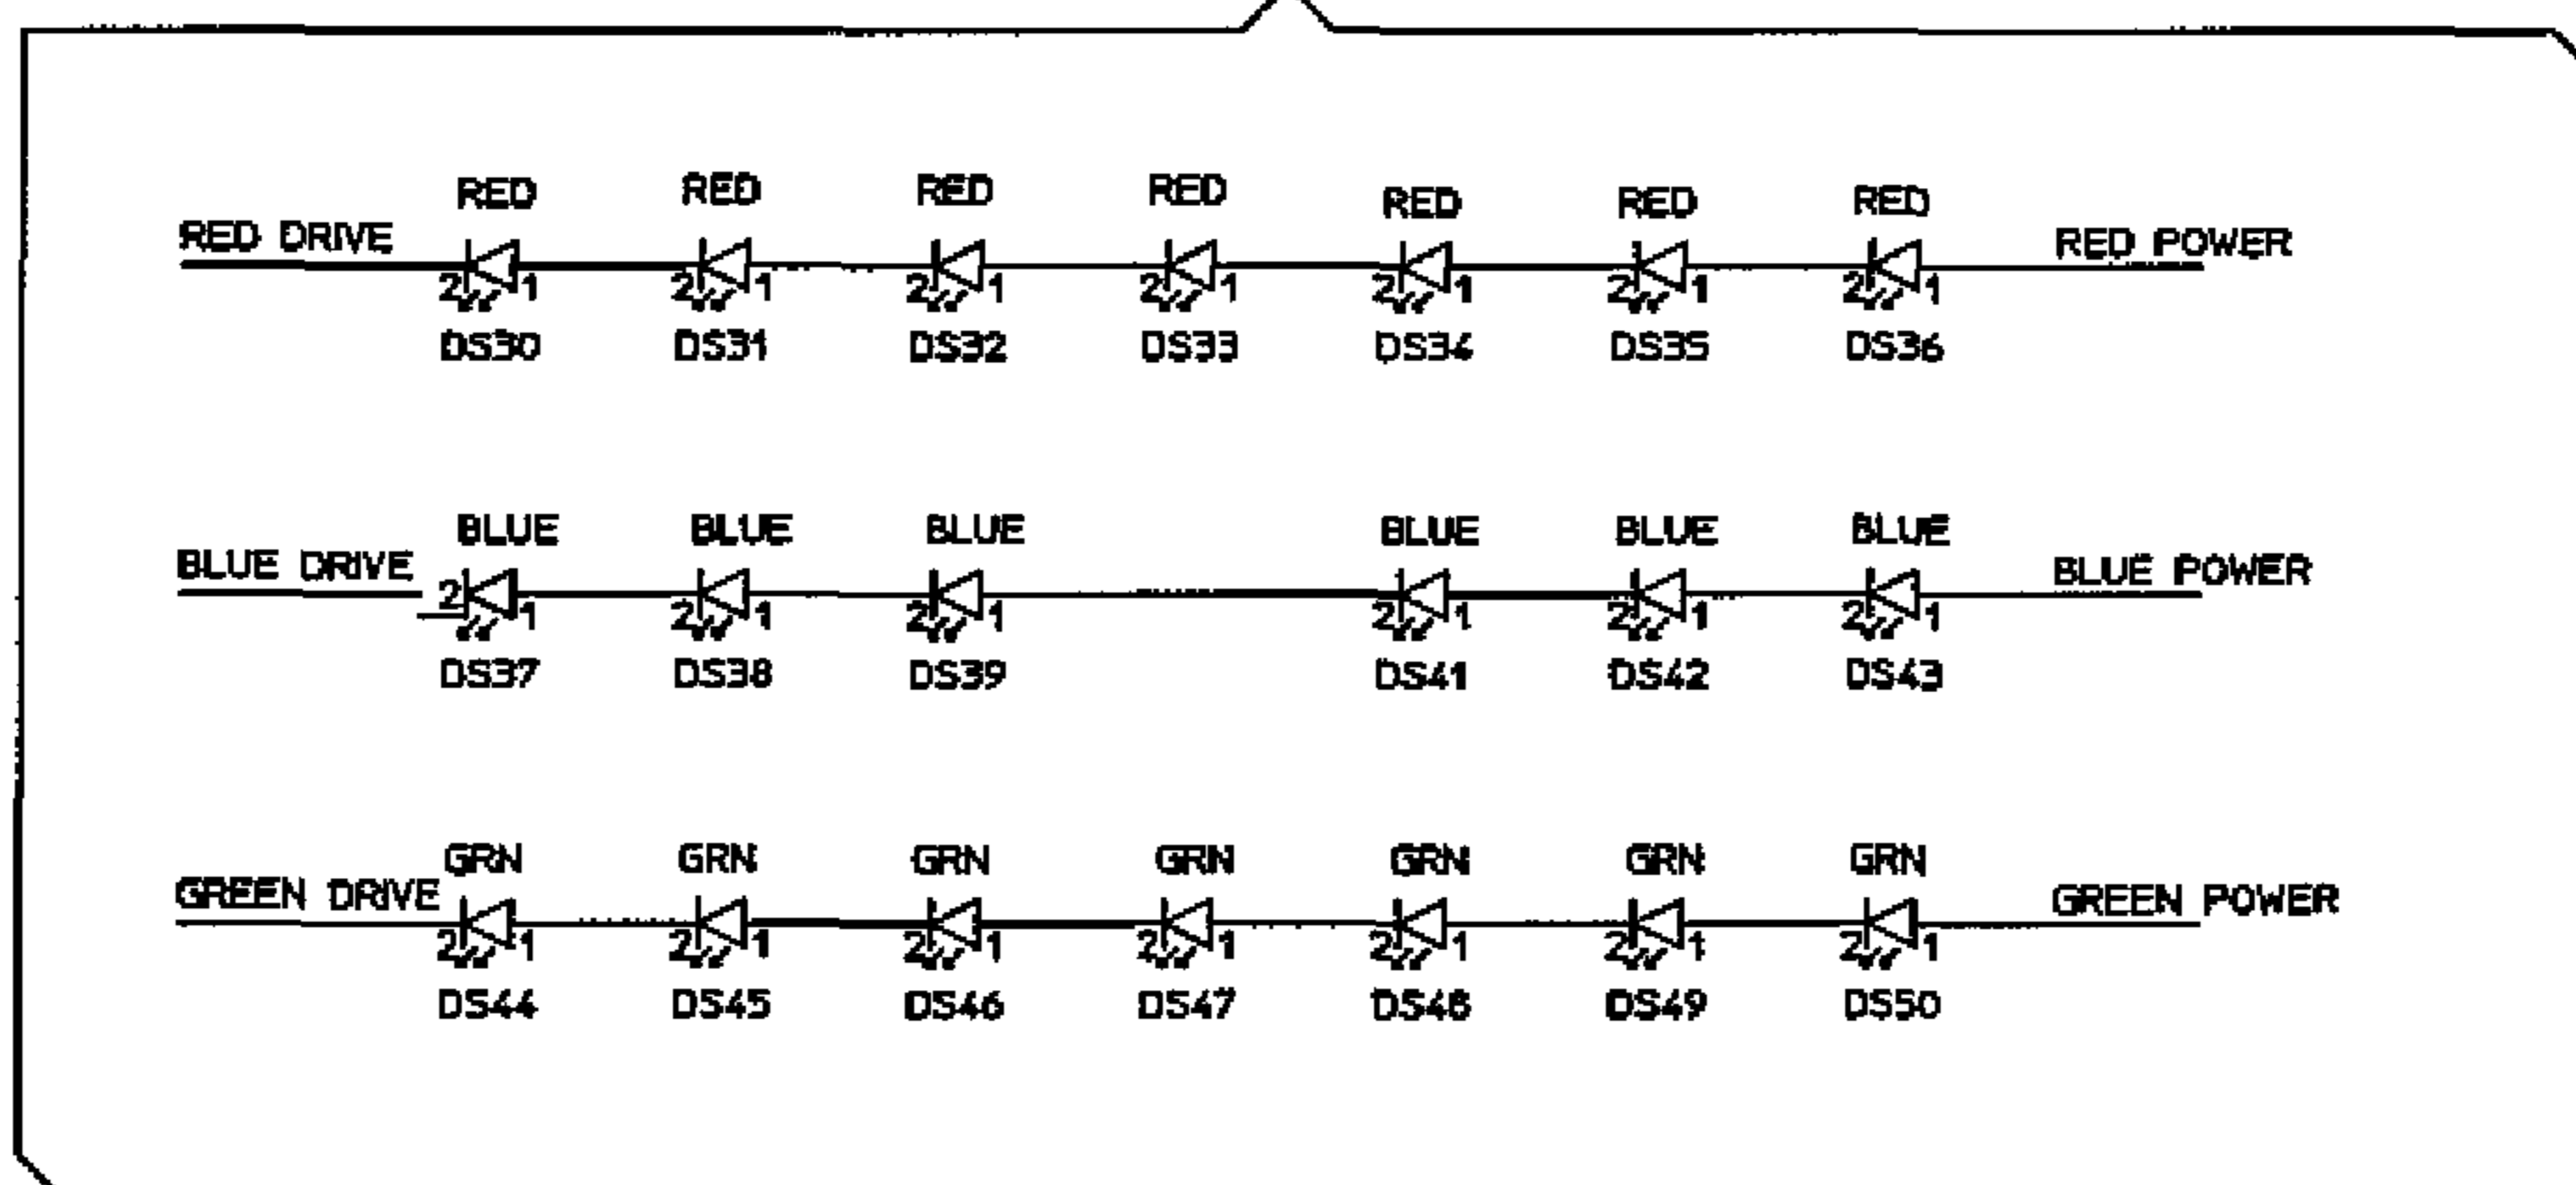 RED RED RED RED RED RED RED
RED DRIVE RED POWER
2 1 2 1 2 1 2 1 2 1 2 1 2 1
DS30 DS31 DS32 DS33 DS34 DS35 DS36
BLUE BLUE BLUE BLUE BLUE BLUE
BLUE DRIVE BLUE POWER
2 1 2 1 2 1 2 1 2 1 2 1
DS37 DS38 DS39 DS41 DS42 DS43
GRN GRN GRN GRN GRN GRN GRN
GREEN DRIVE GREEN POWER
2 1 2 1 2 1 2 1 2 1 2 1 2 1
DS44 DS45 DS46 DS47 DS48 DS49 DS50